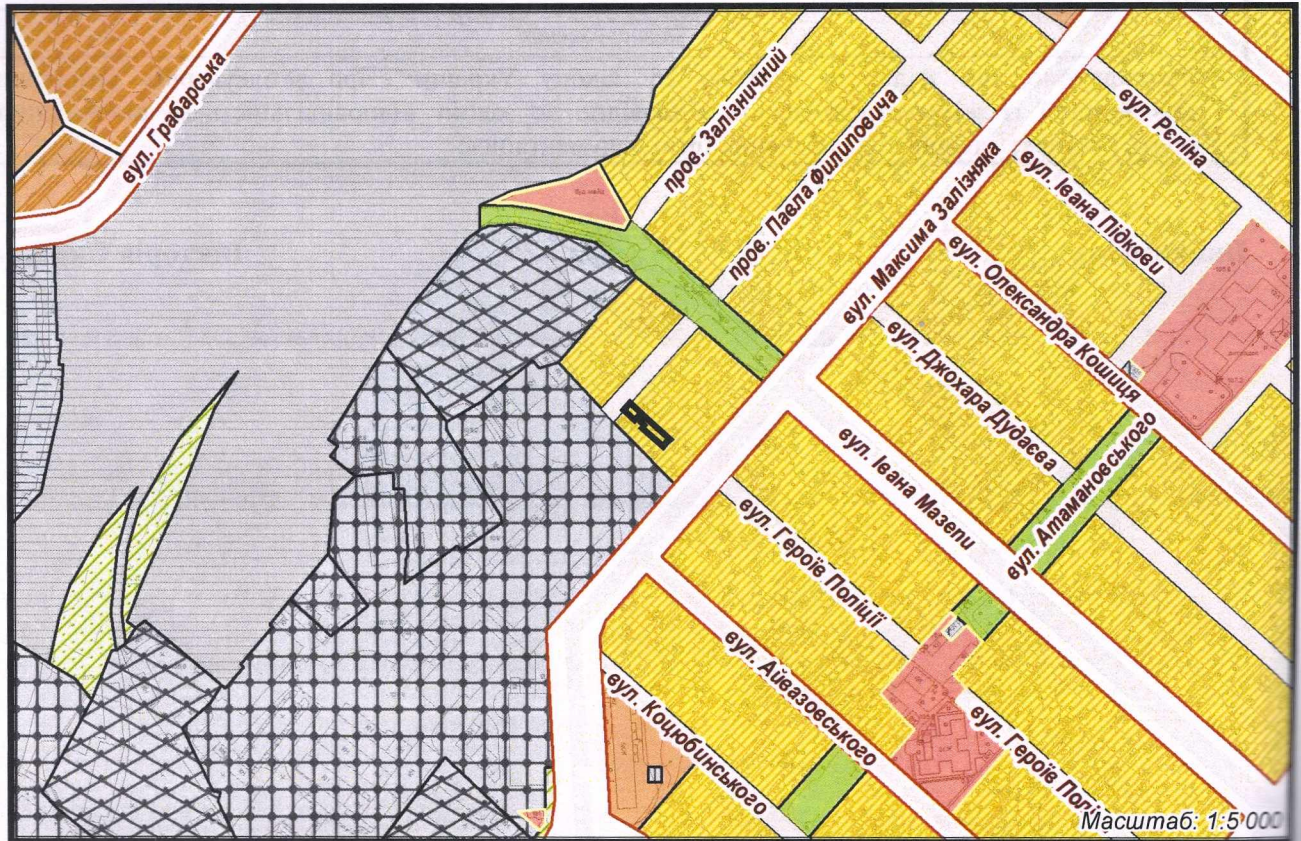 вул. Грабарська
пров. Залізничний
пров. Павла Филиповича
вул. Максима Залізняка
вул. Рєпіна
вул. Івана Підкови
вул. Олександра Кошиця
вул. Джохара Дудаєва
вул. Атамановського
вул. Івана Мазепи
вул. Героїв Поліції
вул. Айвазовського
вул. Коцюбинського
вул. Героїв Полі
Масштаб: 1:5 000